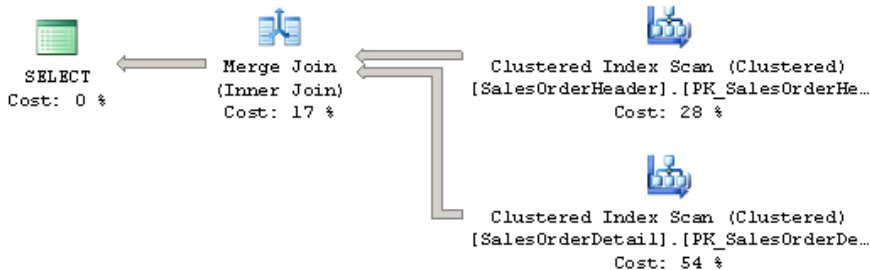 SELECT
Cost: 0 %
Merge Join
(Inner Join)
Cost: 17 %
Clustered Index Scan (Clustered)
[SalesOrderHeader].[PK_SalesOrderHe…
Cost: 28 %
Clustered Index Scan (Clustered)
[SalesOrderDetail].[PK_SalesOrderDe…
Cost: 54 %